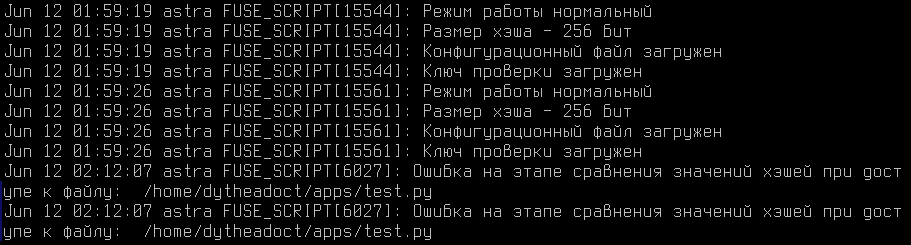 Jun 12 01:59:19 astra FUSE_SCRIPT[15544]: Режим работы нормальный
Jun 12 01:59:19 astra FUSE_SCRIPT[15544]: Размер хэша - 256 бит
Jun 12 01:59:19 astra FUSE_SCRIPT[15544]: Конфигурационный файл загружен
Jun 12 01:59:19 astra FUSE_SCRIPT[15544]: Ключ проверки загружен
Jun 12 01:59:26 astra FUSE_SCRIPT[15561]: Режим работы нормальный
Jun 12 01:59:26 astra FUSE_SCRIPT[15561]: Размер хэша - 256 бит
Jun 12 01:59:26 astra FUSE_SCRIPT[15561]: Конфигурационный файл загружен
Jun 12 01:59:26 astra FUSE_SCRIPT[15561]: Ключ проверки загружен
Jun 12 02:12:07 astra FUSE_SCRIPT[6027]: Ошибка на этапе сравнения значений хэшей при дост
упе к файлу:  /home/dytheadoct/apps/test.py
Jun 12 02:12:07 astra FUSE_SCRIPT[6027]: Ошибка на этапе сравнения значений хэшей при дост
упе к файлу:  /home/dytheadoct/apps/test.py